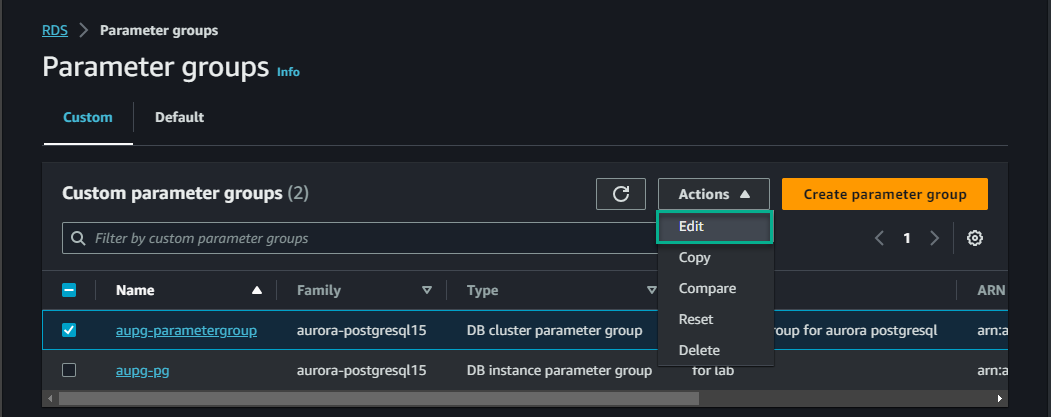 RDS Parameter groups
Parameter groups Info
Custom Default
Custom parameter groups (2) Actions Create parameter group
Filter by custom parameter groups Edit 1
Copy
Name Family Type Compare ARN
aupg-parametergroup aurora-postgresql15 DB cluster parameter group roup for aurora postgresql arn:a
Reset
Delete
aupg-pg aurora-postgresql15 DB instance parameter group for lab arn:a